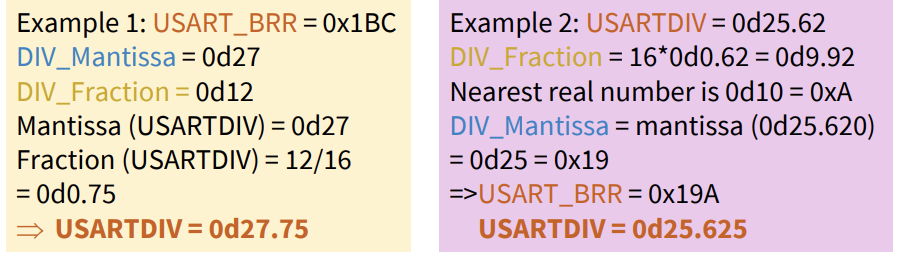 Example 1: USART_BRR = 0x1BC
DIV_Mantissa = 0d27
DIV_Fraction = 0d12
Mantissa (USARTDIV) = 0d27
Fraction (USARTDIV) = 12/16
= 0d0.75
⇒ USARTDIV = 0d27.75
Example 2: USARTDIV = 0d25.62
DIV_Fraction = 16*0d0.62 = 0d9.92
Nearest real number is 0d10 = 0xA
DIV_Mantissa = mantissa (0d25.620)
= 0d25 = 0x19
=>USART_BRR = 0x19A
USARTDIV = 0d25.625